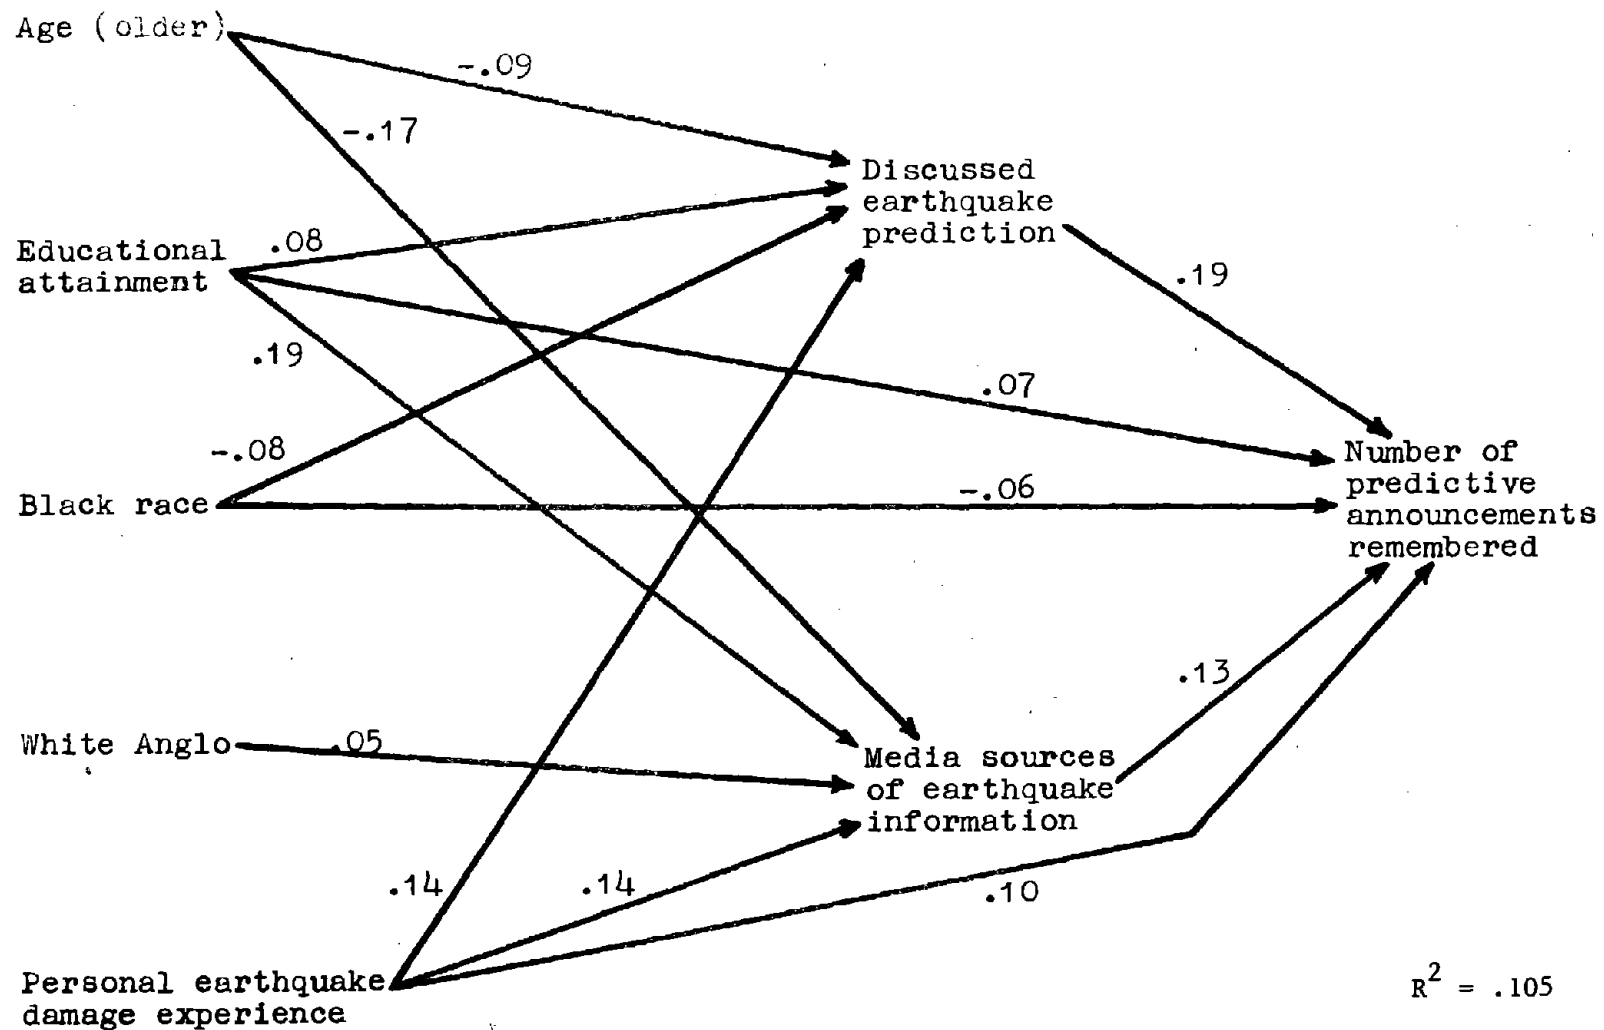 Age (older)
-.09
-.17
Discussed
earthquake
prediction
Educational
attainment
.08
.19
.19
.07
-.08
Black race
-.06
Number of
predictive
announcements
remembered
.13
White Anglo
.05
Media sources
of earthquake
information
.14
.14
.10
Personal earthquake
damage experience
R² = .105